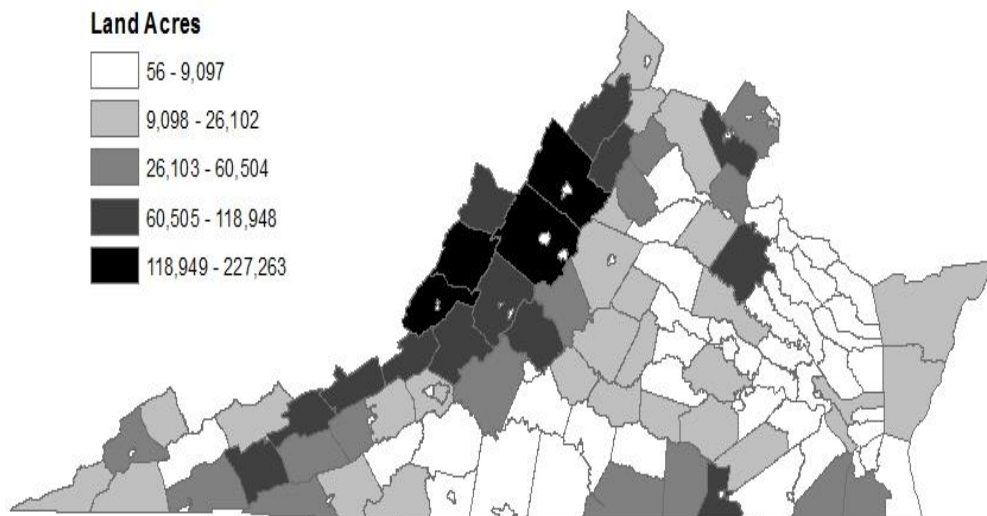 Land Acres
56 - 9,097
9,098 - 26,102
26,103 - 60,504
60,505 - 118,948
118,949 - 227,263